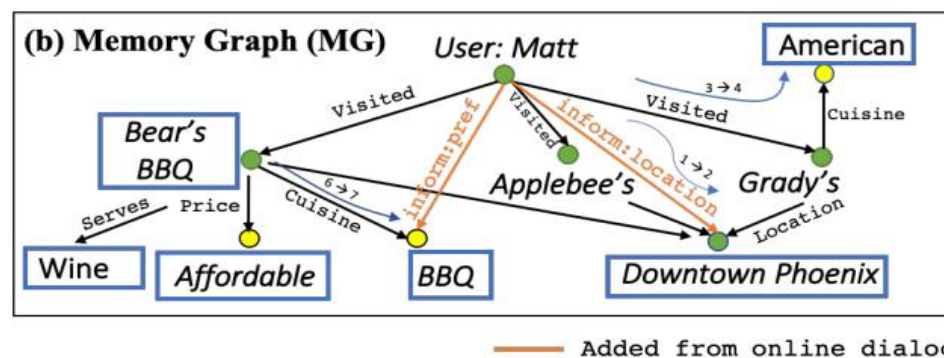 (b) Memory Graph (MG)
User: Matt
American
3→4
Visited
Visited
Visited
Cuisine
Bear's
BBQ
inform:pref
inform:location
1→2
6→7
Applebee's
Grady's
Serves
Price
Cuisine
Location
Wine
Affordable
BBQ
Downtown Phoenix
Added from online dialo